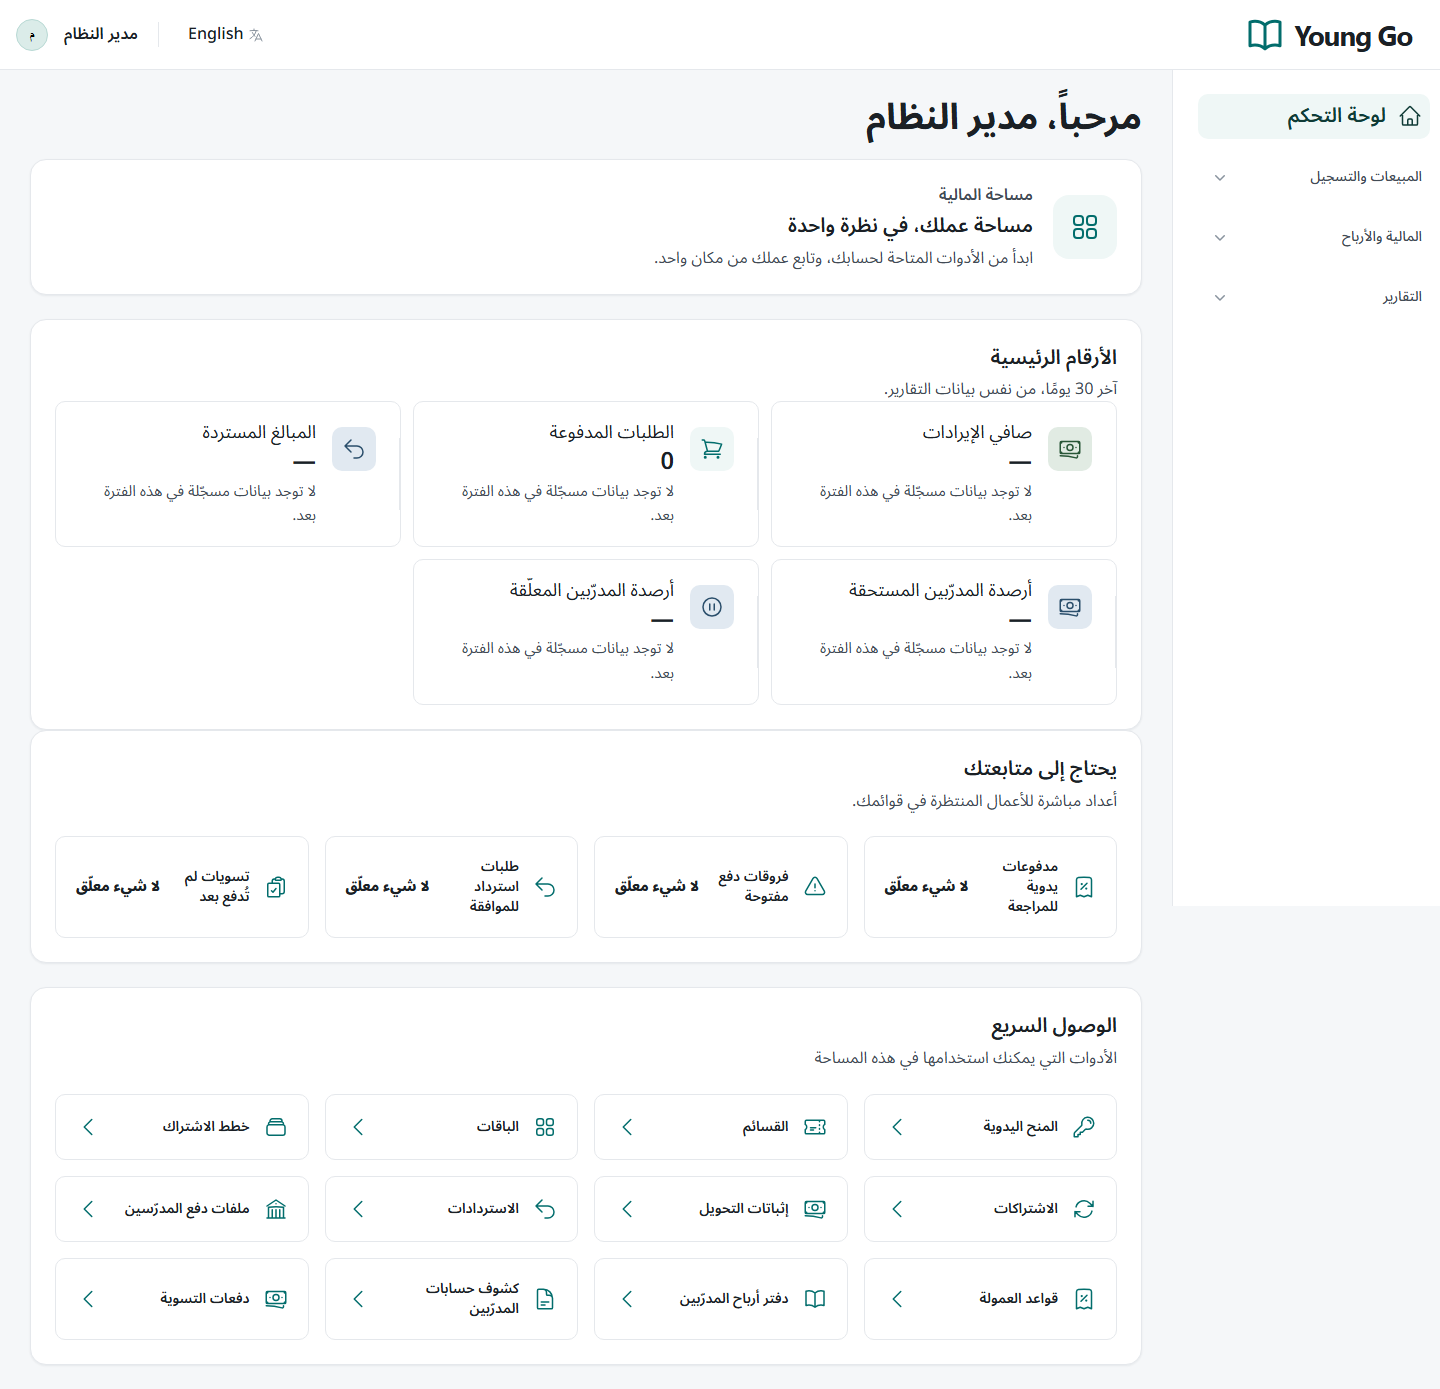 Young Go
English
مدير النظام
م
لوحة التحكم
المبيعات والتسجيل
المالية والأرباح
التقارير
مرحباً، مدير النظام
مساحة المالية
مساحة عملك، في نظرة واحدة
ابدأ من الأدوات المتاحة لحسابك، وتابع عملك من مكان واحد.
الأرقام الرئيسية
آخر 30 يومًا، من نفس بيانات التقارير.
صافي الإيرادات
—
لا توجد بيانات مسجّلة في هذه الفترة
بعد.
الطلبات المدفوعة
0
لا توجد بيانات مسجّلة في هذه الفترة
بعد.
المبالغ المستردة
—
لا توجد بيانات مسجّلة في هذه الفترة
بعد.
أرصدة المدرّبين المستحقة
—
لا توجد بيانات مسجّلة في هذه الفترة
بعد.
أرصدة المدرّبين المعلّقة
—
لا توجد بيانات مسجّلة في هذه الفترة
بعد.
يحتاج إلى متابعتك
أعداد مباشرة للأعمال المنتظرة في قوائمك.
مدفوعات
يدوية
للمراجعة
لا شيء معلّق
فروقات دفع
مفتوحة
لا شيء معلّق
طلبات
استرداد
للموافقة
لا شيء معلّق
تسويات لم
تُدفع بعد
لا شيء معلّق
الوصول السريع
الأدوات التي يمكنك استخدامها في هذه المساحة
المنح اليدوية
القسائم
الباقات
خطط الاشتراك
الاشتراكات
إثباتات التحويل
الاستردادات
ملفات دفع المدرّسين
قواعد العمولة
دفتر أرباح المدرّبين
كشوف حسابات
المدرّبين
دفعات التسوية